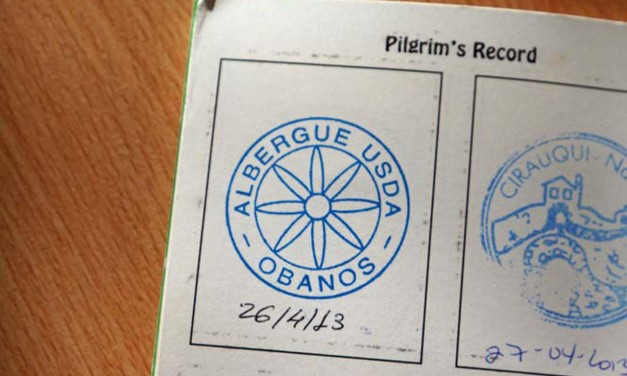 Pilgrim's Record
ALBERGUE USDA
- OBANOS -
26/4/13
CIRAUQUI-
27-04-2013